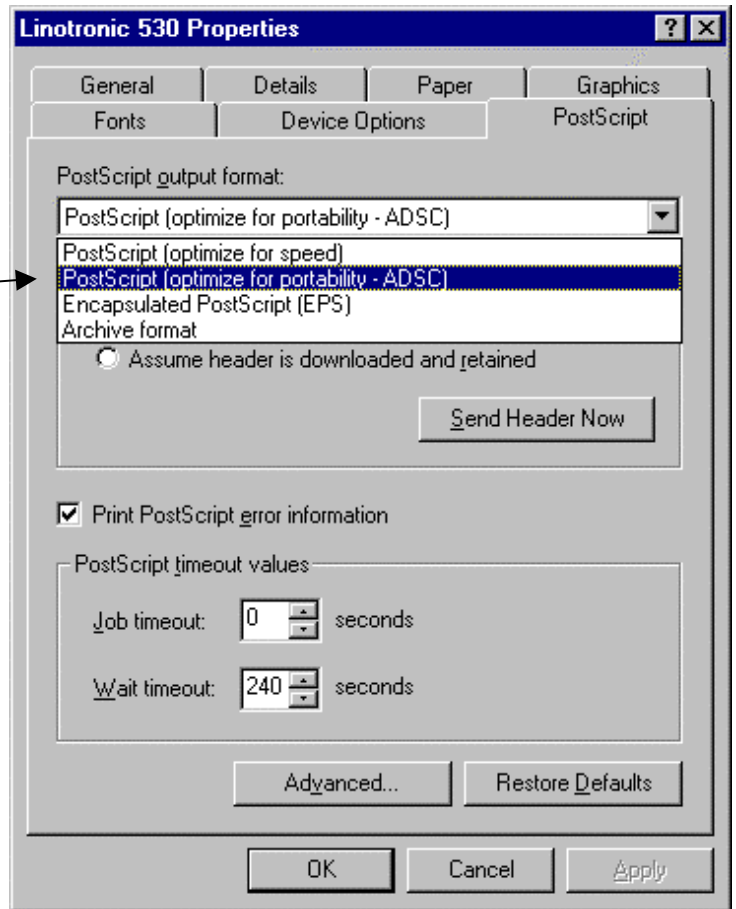 Linotronic 530 Properties
General Details Paper Graphics
Fonts Device Options PostScript
PostScript output format:
PostScript (optimize for portability - ADSC)
PostScript (optimize for speed)
PostScript (optimize for portability - ADSC)
Encapsulated PostScript (EPS)
Archive format
Assume header is downloaded and retained
Send Header Now
Print PostScript error information
PostScript timeout values
Job timeout: 0 seconds
Wait timeout: 240 seconds
Advanced... Restore Defaults
OK Cancel Apply